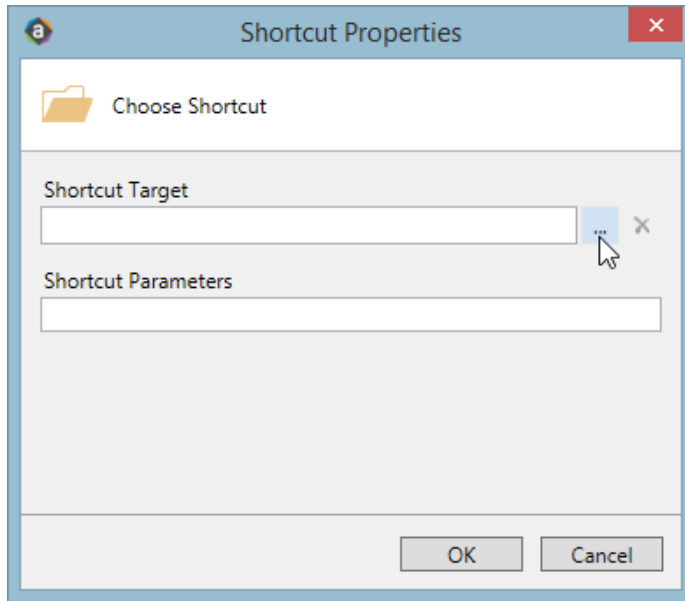 Shortcut Properties
Choose Shortcut
Shortcut Target
...
Shortcut Parameters
OK Cancel